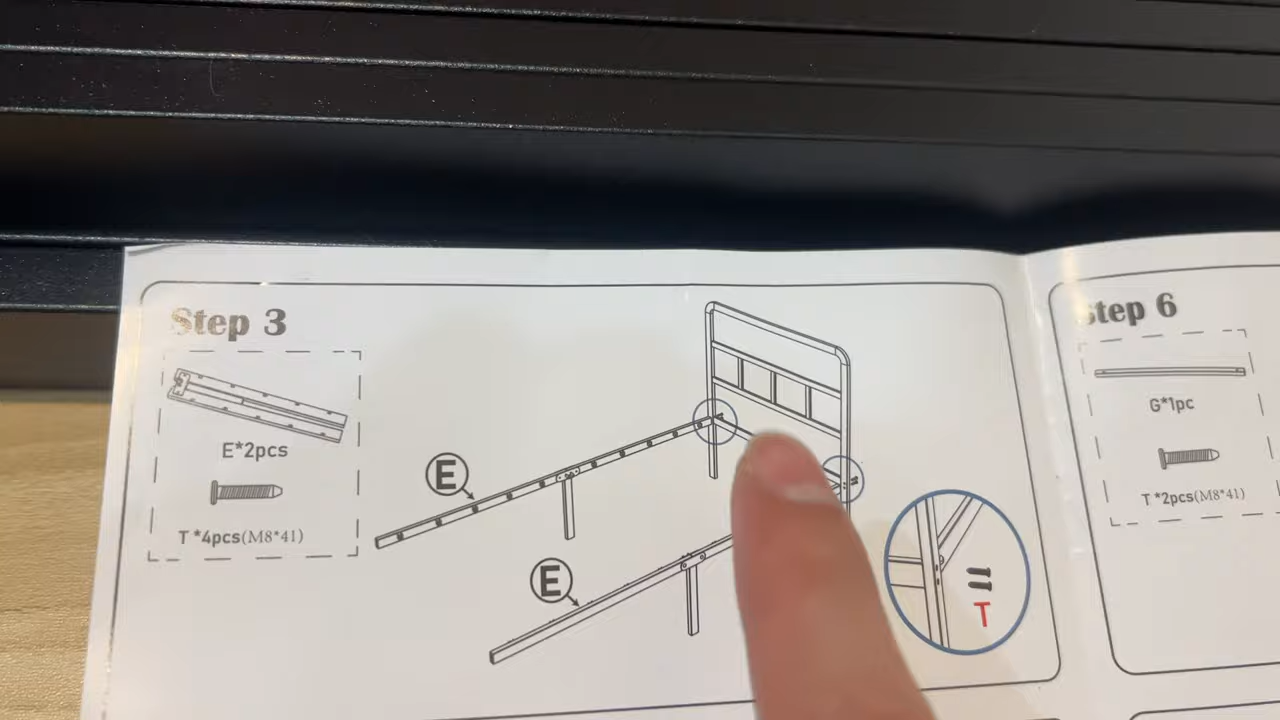 Step 3
E*2pcs
T*4pcs(M8*41)
E
E
T
Step 6
G*1pc
T*2pcs(M8*41)